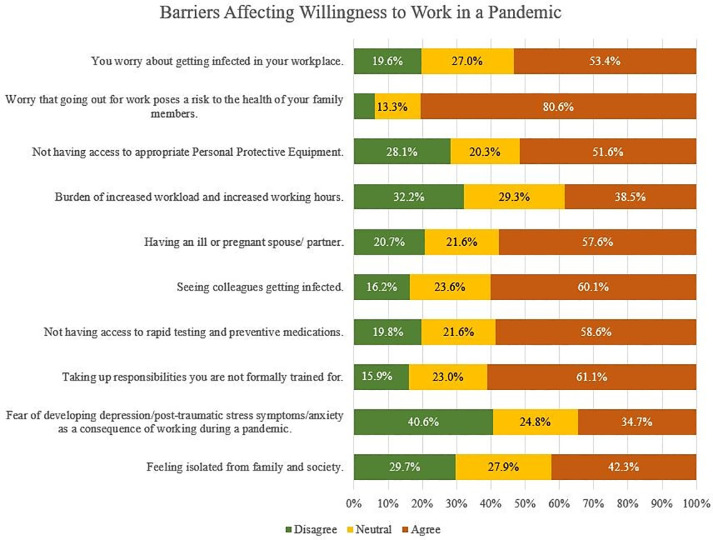 Barriers Affecting Willingness to Work in a Pandemic
You worry about getting infected in your workplace.
19.6% 27.0% 53.4%
Worry that going out for work poses a risk to the health of your family
members.
13.3% 80.6%
Not having access to appropriate Personal Protective Equipment.
28.1% 20.3% 51.6%
Burden of increased workload and increased working hours.
32.2% 29.3% 38.5%
Having an ill or pregnant spouse/ partner.
20.7% 21.6% 57.6%
Seeing colleagues getting infected.
16.2% 23.6% 60.1%
Not having access to rapid testing and preventive medications.
19.8% 21.6% 58.6%
Taking up responsibilities you are not formally trained for.
15.9% 23.0% 61.1%
Fear of developing depression/post-traumatic stress symptoms/anxiety
as a consequence of working during a pandemic.
40.6% 24.8% 34.7%
Feeling isolated from family and society.
29.7% 27.9% 42.3%
0% 10% 20% 30% 40% 50% 60% 70% 80% 90% 100%
Disagree Neutral Agree